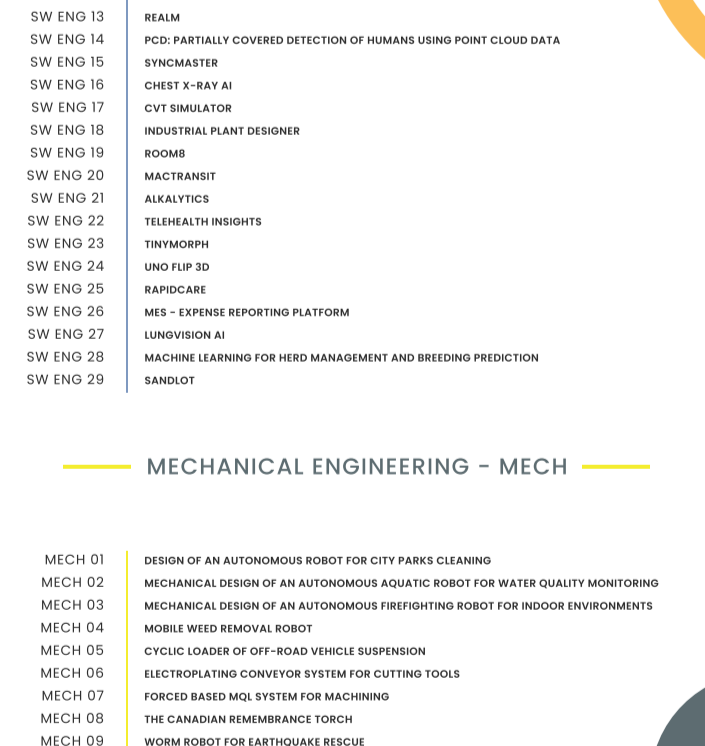 SW ENG 13 REALM
SW ENG 14 PCD: PARTIALLY COVERED DETECTION OF HUMANS USING POINT CLOUD DATA
SW ENG 15 SYNCMASTER
SW ENG 16 CHEST X-RAY AI
SW ENG 17 CVT SIMULATOR
SW ENG 18 INDUSTRIAL PLANT DESIGNER
SW ENG 19 ROOM8
SW ENG 20 MACTRANSIT
SW ENG 21 ALKALYTICS
SW ENG 22 TELEHEALTH INSIGHTS
SW ENG 23 TINYMORPH
SW ENG 24 UNO FLIP 3D
SW ENG 25 RAPIDCARE
SW ENG 26 MES - EXPENSE REPORTING PLATFORM
SW ENG 27 LUNGVISION AI
SW ENG 28 MACHINE LEARNING FOR HERD MANAGEMENT AND BREEDING PREDICTION
SW ENG 29 SANDLOT
MECHANICAL ENGINEERING - MECH
MECH 01 DESIGN OF AN AUTONOMOUS ROBOT FOR CITY PARKS CLEANING
MECH 02 MECHANICAL DESIGN OF AN AUTONOMOUS AQUATIC ROBOT FOR WATER QUALITY MONITORING
MECH 03 MECHANICAL DESIGN OF AN AUTONOMOUS FIREFIGHTING ROBOT FOR INDOOR ENVIRONMENTS
MECH 04 MOBILE WEED REMOVAL ROBOT
MECH 05 CYCLIC LOADER OF OFF-ROAD VEHICLE SUSPENSION
MECH 06 ELECTROPLATING CONVEYOR SYSTEM FOR CUTTING TOOLS
MECH 07 FORCED BASED MQL SYSTEM FOR MACHINING
MECH 08 THE CANADIAN REMEMBRANCE TORCH
MECH 09 WORM ROBOT FOR EARTHQUAKE RESCUE